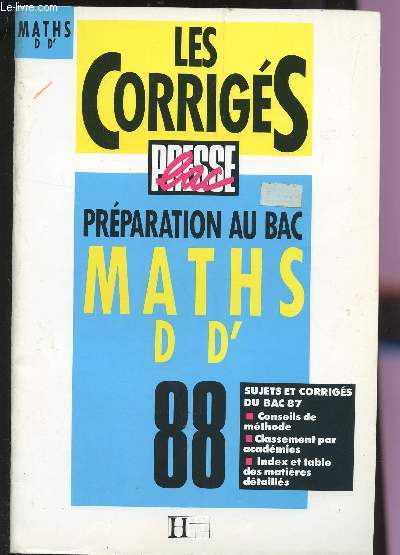 Le-livre.com
MATHS
D D'
LES
CORRIGÉS
PRESSE
bac
PRÉPARATION AU BAC
MATHS
D D'
88
SUJETS ET CORRIGÉS
DU BAC 87
■ Conseils de
méthode
■ Classement par
académies
■ Index et table
des matières
détaillés
H